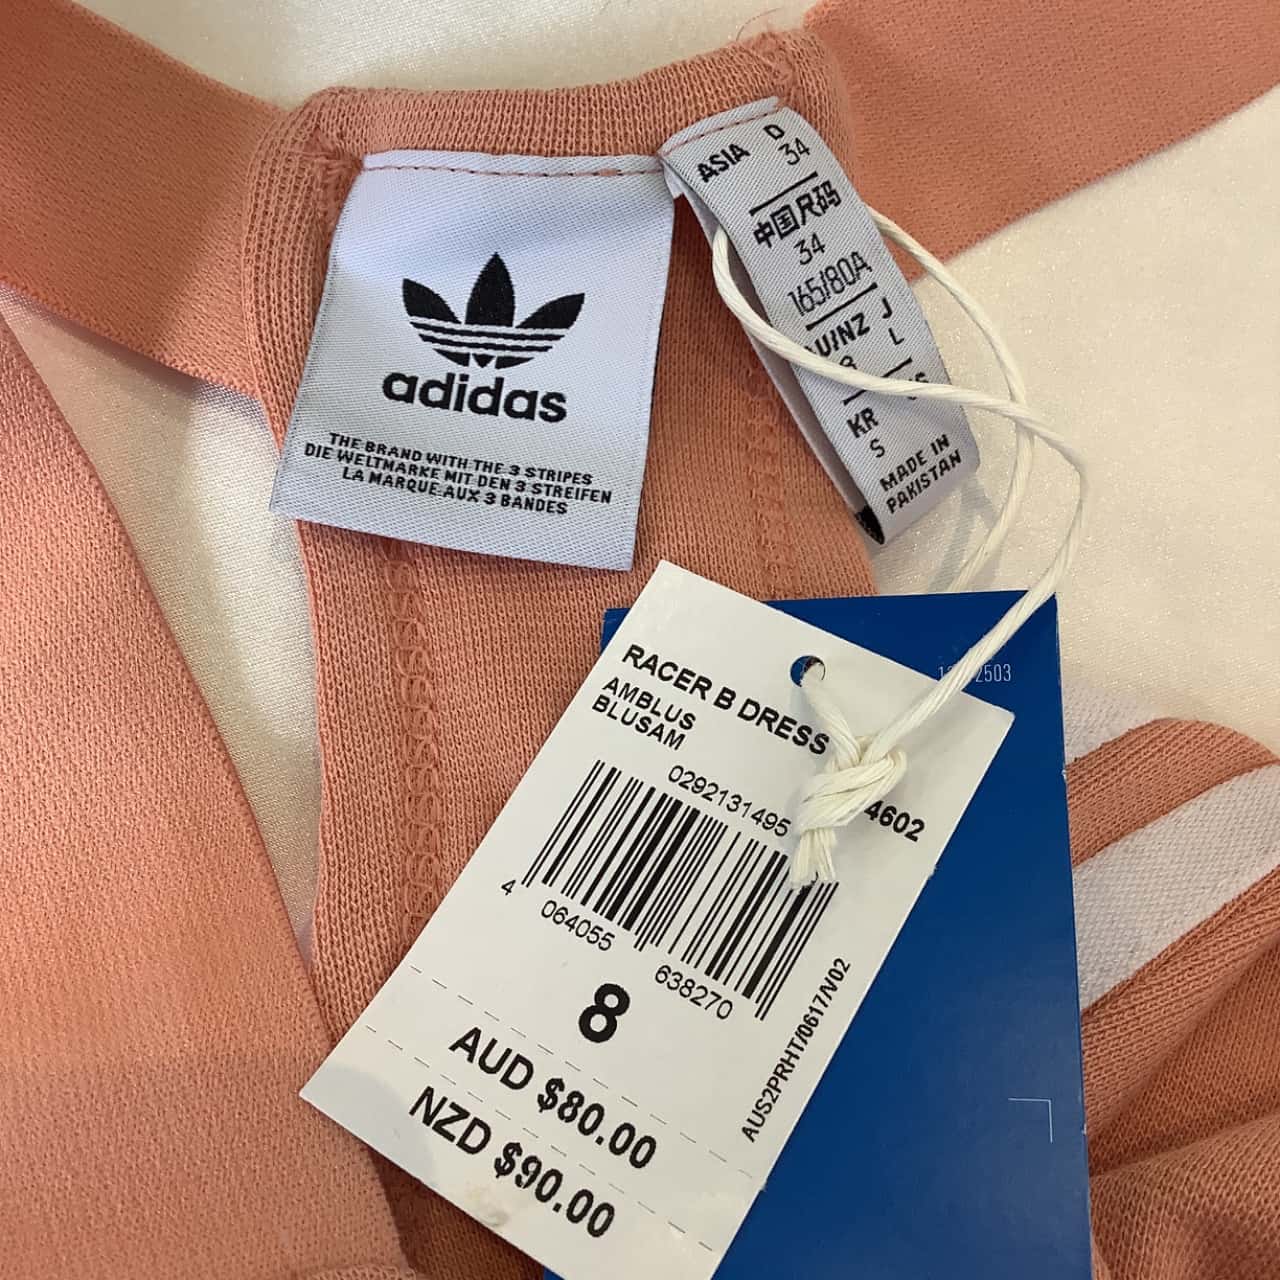 adidas
THE BRAND WITH THE 3 STRIPES
DIE WELTMARKE MIT DEN 3 STREIFEN
LA MARQUE AUX 3 BANDES
ASIA D
34
中国尺码
34
165/80A
J
L
KR
S
MADE IN
PAKISTAN
2503
RACER B DRESS
AMBLUS
BLUSAM
0292131495
4602
4 064055 638270
8
AUD $80.00
NZD $90.00
AUS2PRHT/0617/V02